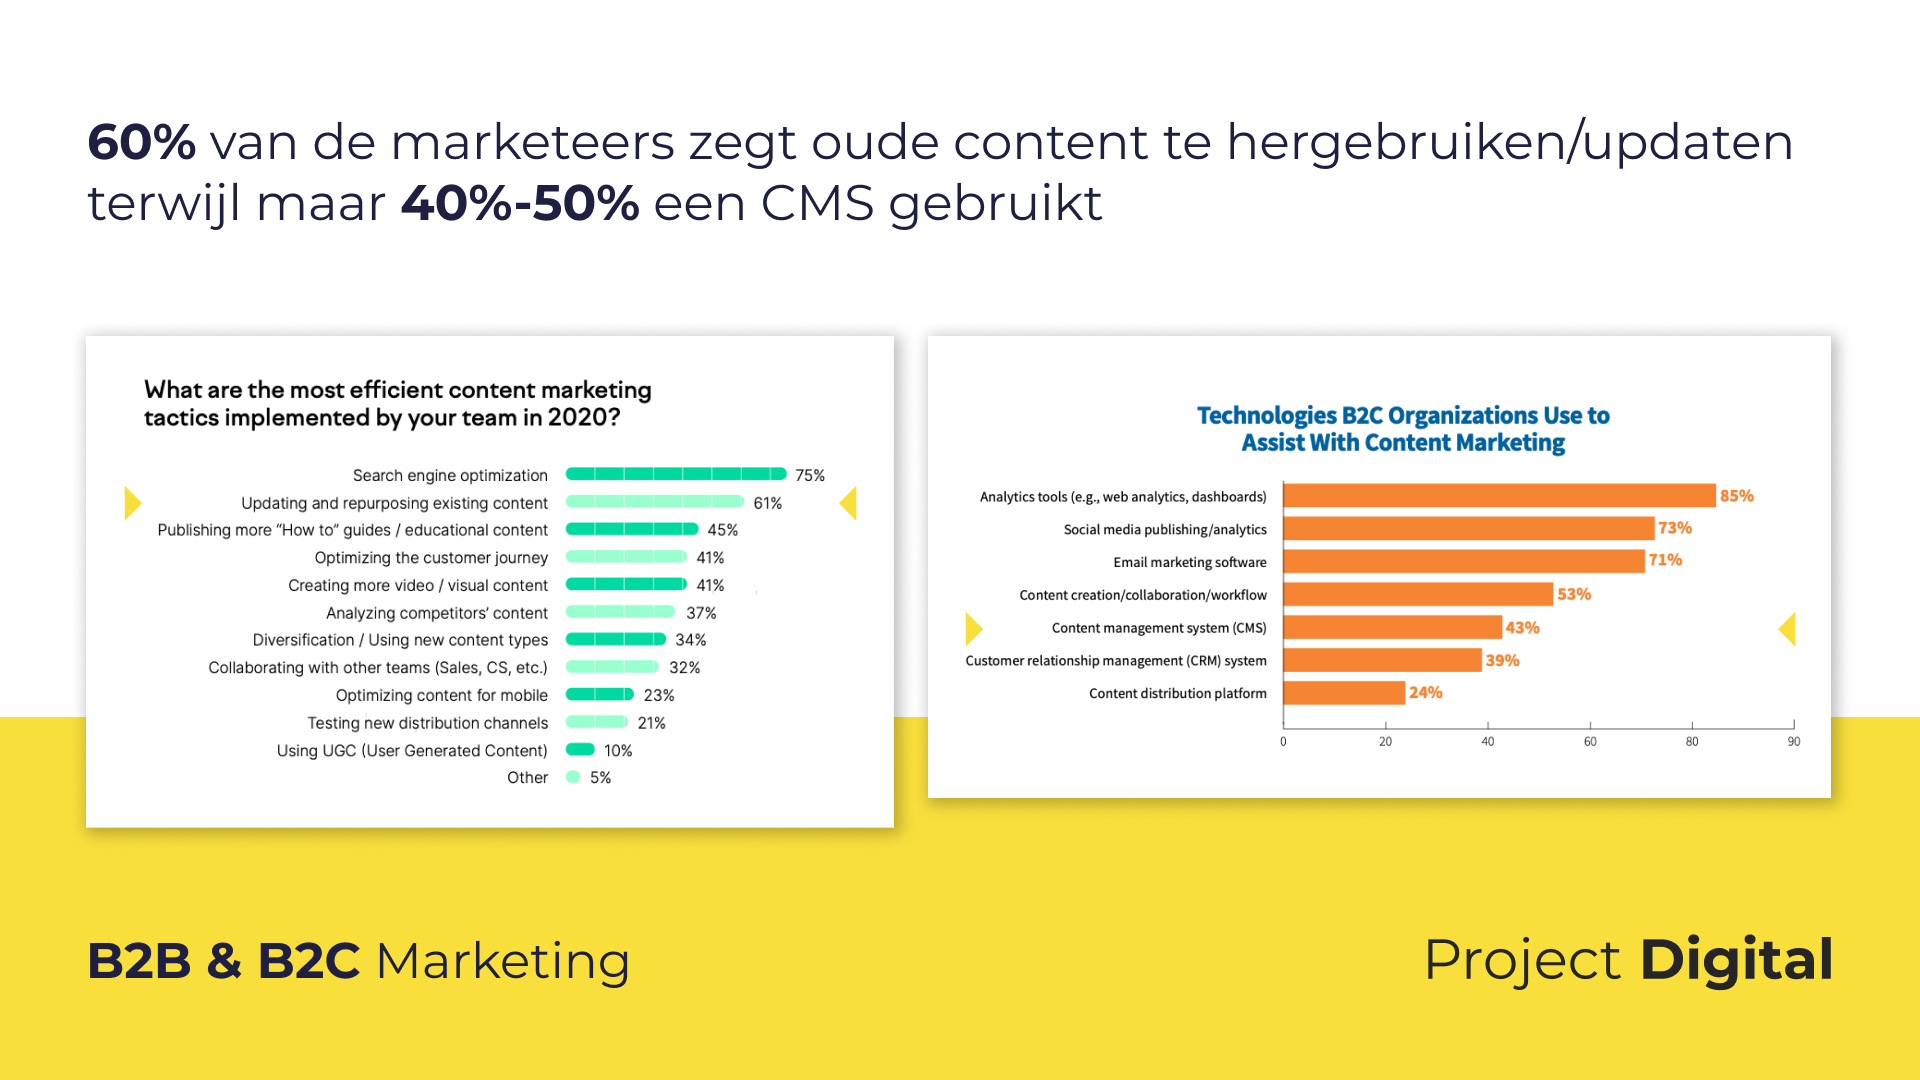 60% van de marketeers zegt oude content te hergebruiken/updaten
terwijl maar 40%-50% een CMS gebruikt
What are the most efficient content marketing
tactics implemented by your team in 2020?
Search engine optimization 75%
Updating and repurposing existing content 61%
Publishing more “How to” guides / educational content 45%
Optimizing the customer journey 41%
Creating more video / visual content 41%
Analyzing competitors’ content 37%
Diversification / Using new content types 34%
Collaborating with other teams (Sales, CS, etc.) 32%
Optimizing content for mobile 23%
Testing new distribution channels 21%
Using UGC (User Generated Content) 10%
Other 5%
Technologies B2C Organizations Use to
Assist With Content Marketing
Analytics tools (e.g., web analytics, dashboards) 85%
Social media publishing/analytics 73%
Email marketing software 71%
Content creation/collaboration/workflow 53%
Content management system (CMS) 43%
Customer relationship management (CRM) system 39%
Content distribution platform 24%
0 20 40 60 80 90
B2B & B2C Marketing
Project Digital